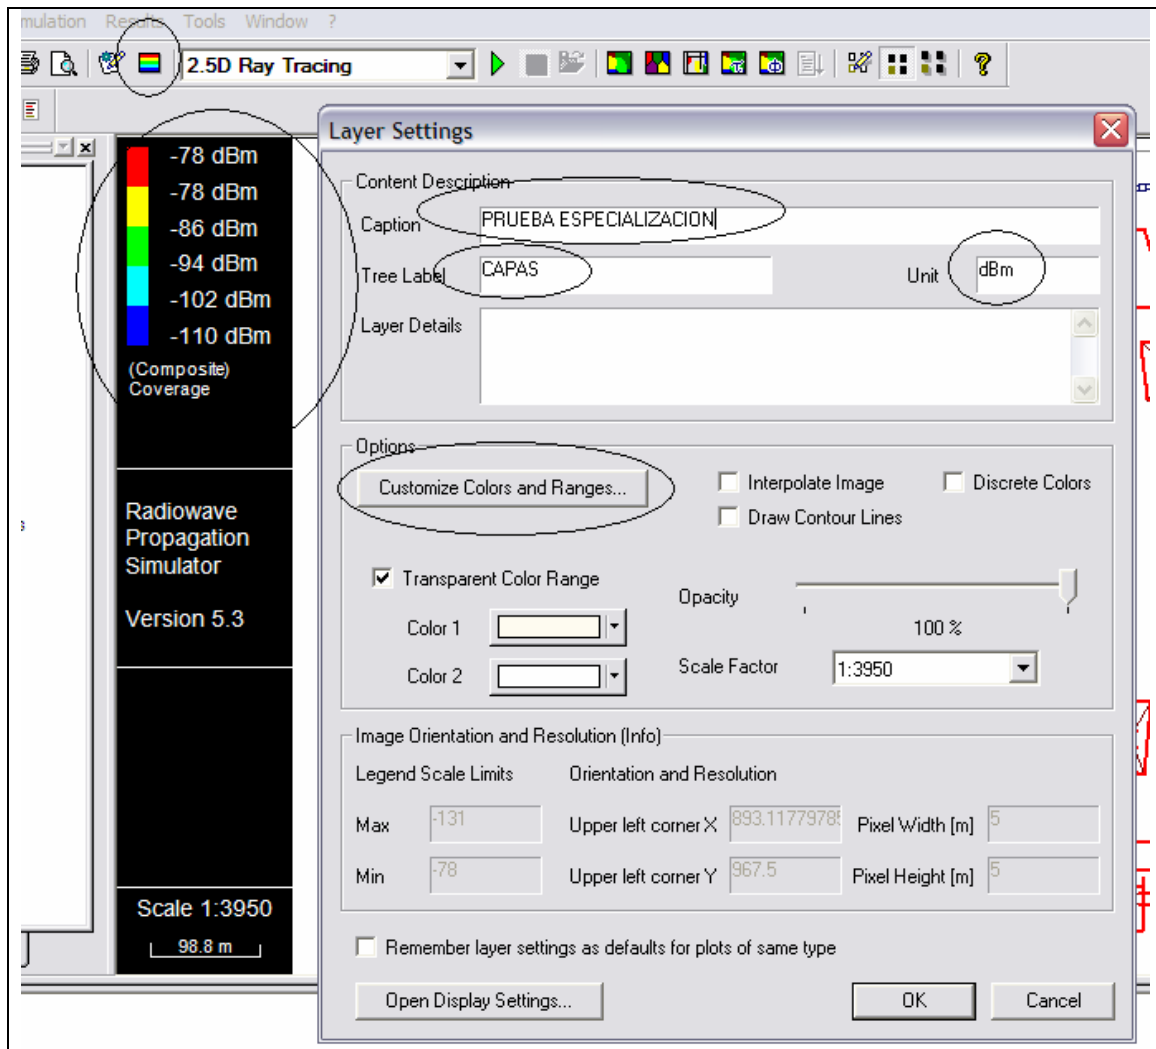 mulation Results Tools Window ?
2.5D Ray Tracing
-78 dBm
-78 dBm
-86 dBm
-94 dBm
-102 dBm
-110 dBm
(Composite)
Coverage
Radiowave
Propagation
Simulator
Version 5.3
Scale 1:3950
98.8 m
Layer Settings
Content Description
Caption PRUEBA ESPECIALIZACION
Tree Label CAPAS Unit dBm
Layer Details
Options
Customize Colors and Ranges... Interpolate Image Discrete Colors
Draw Contour Lines
Transparent Color Range
Opacity
Color 1 100 %
Color 2 Scale Factor 1:3950
Image Orientation and Resolution (Info)
Legend Scale Limits Orientation and Resolution
Max -131 Upper left corner X 893.11779785 Pixel Width [m] 5
Min -78 Upper left corner Y 967.5 Pixel Height [m] 5
Remember layer settings as defaults for plots of same type
Open Display Settings... OK Cancel